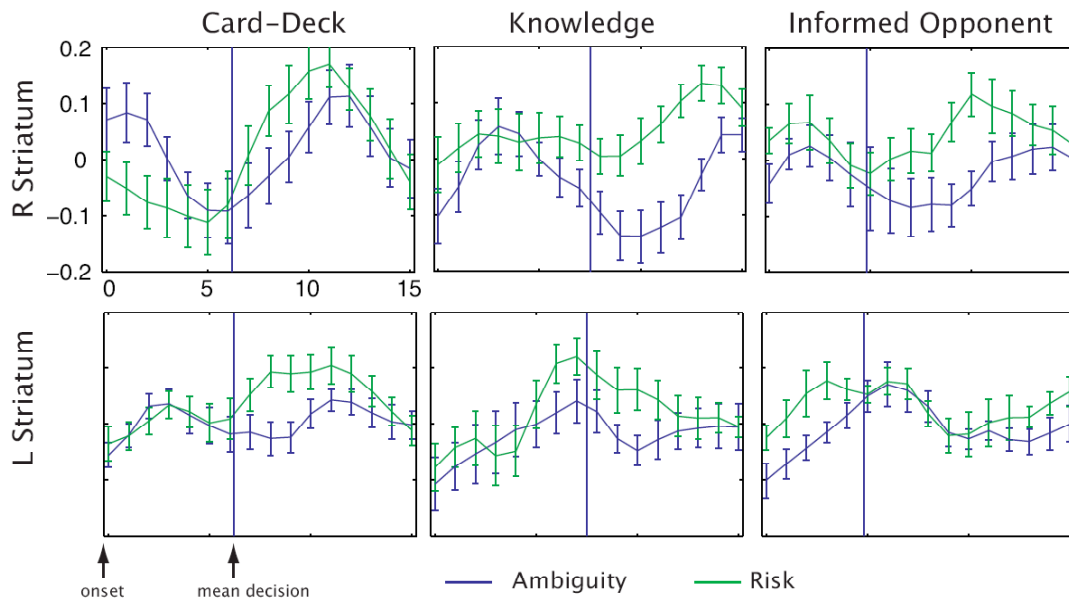 Card–Deck Knowledge Informed Opponent
R Striatum
0.2
0.1
0
−0.1
−0.2
0 5 10 15
L Striatum
onset mean decision
Ambiguity Risk